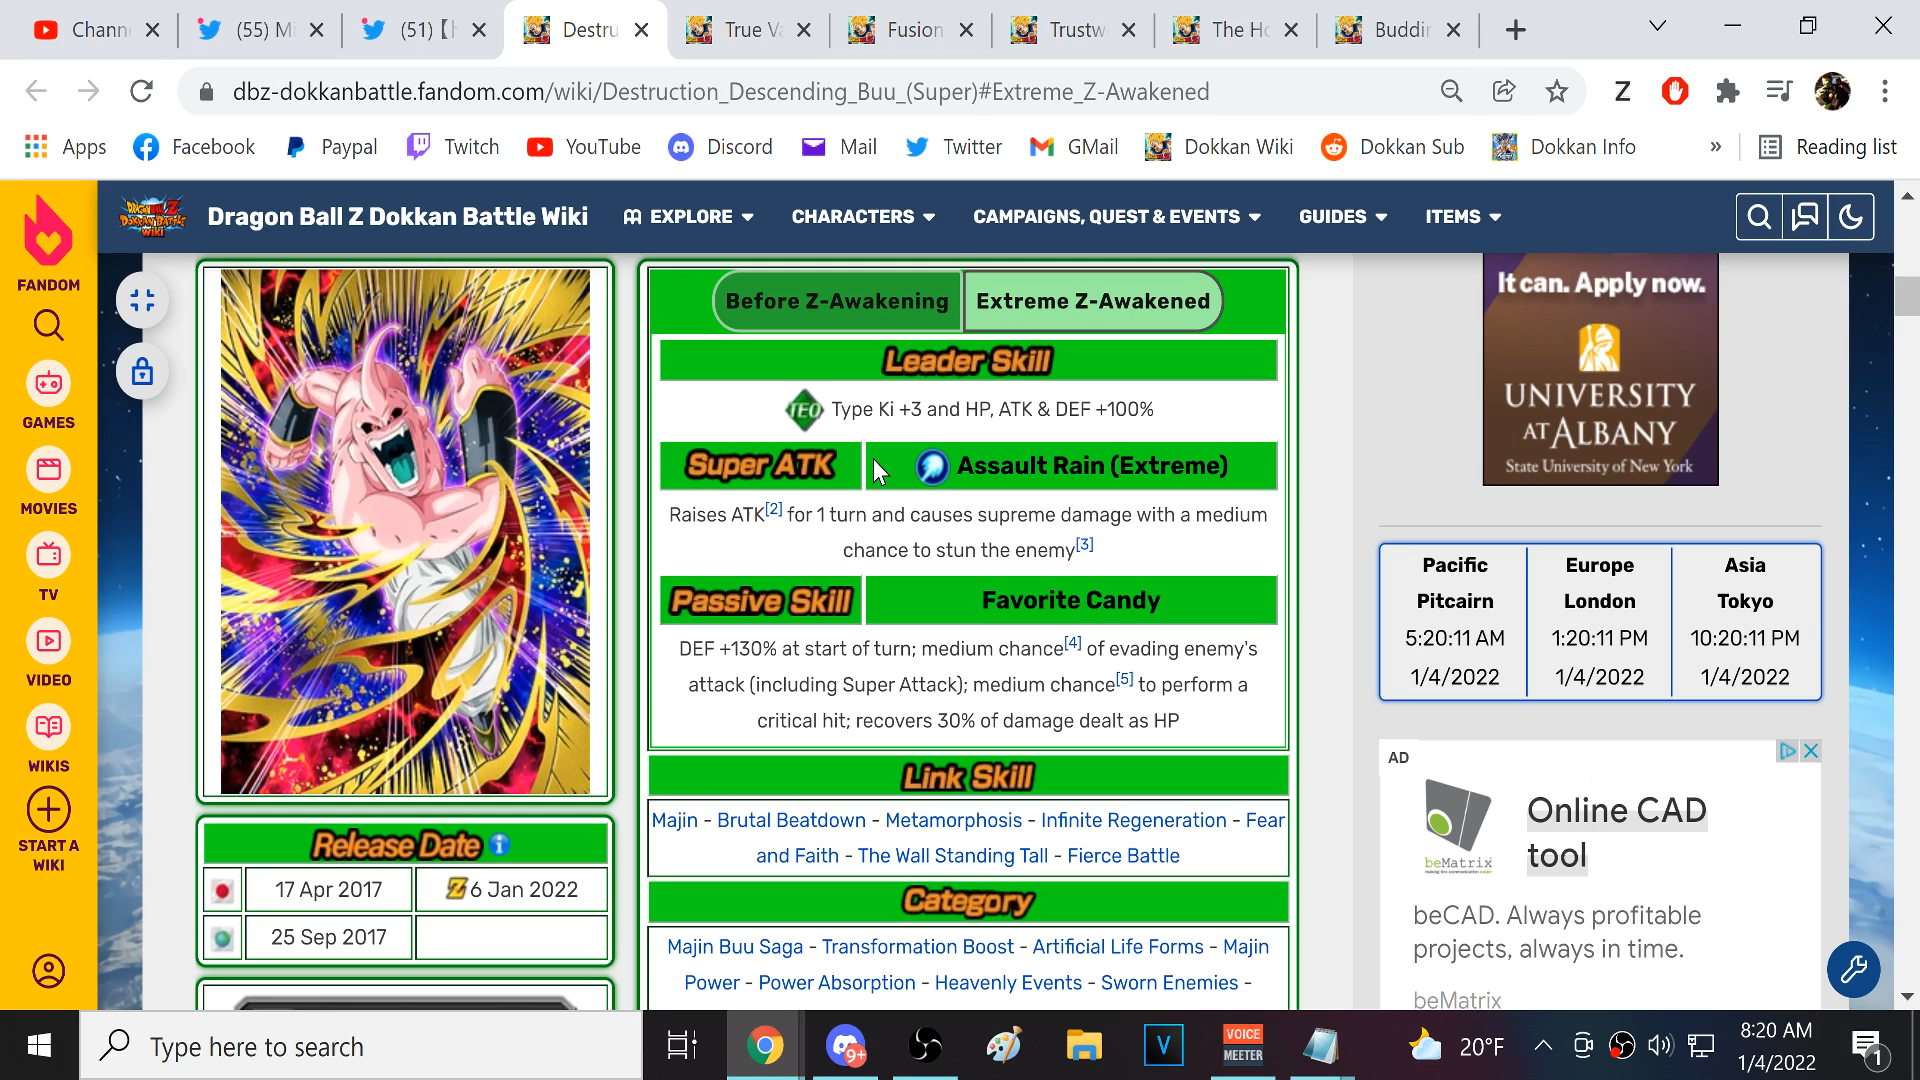 Chann
(55) Mi
(51)【h
Destru
True Va
Fusion
Trustw
The Ho
Buddin
dbz-dokkanbattle.fandom.com/wiki/Destruction_Descending_Buu_(Super)#Extreme_Z-Awakened
Z
Apps
Facebook
Paypal
Twitch
YouTube
Discord
Mail
Twitter
GMail
Dokkan Wiki
Dokkan Sub
Dokkan Info
»
Reading list
Dragon Ball Z Dokkan Battle Wiki
EXPLORE
CHARACTERS
CAMPAIGNS, QUEST & EVENTS
GUIDES
ITEMS
FANDOM
GAMES
MOVIES
TV
VIDEO
WIKIS
START A
WIKI
Before Z-Awakening
Extreme Z-Awakened
Leader Skill
TEQ Type Ki +3 and HP, ATK & DEF +100%
Super ATK
Assault Rain (Extreme)
Raises ATK[2] for 1 turn and causes supreme damage with a medium
chance to stun the enemy[3]
Passive Skill
Favorite Candy
DEF +130% at start of turn; medium chance[4] of evading enemy's
attack (including Super Attack); medium chance[5] to perform a
critical hit; recovers 30% of damage dealt as HP
Link Skill
Majin - Brutal Beatdown - Metamorphosis - Infinite Regeneration - Fear
and Faith - The Wall Standing Tall - Fierce Battle
Category
Majin Buu Saga - Transformation Boost - Artificial Life Forms - Majin
Power - Power Absorption - Heavenly Events - Sworn Enemies -
Release Date
17 Apr 2017
Z 6 Jan 2022
25 Sep 2017
It can. Apply now.
UNIVERSITY
AT ALBANY
State University of New York
Pacific
Pitcairn
5:20:11 AM
1/4/2022
Europe
London
1:20:11 PM
1/4/2022
Asia
Tokyo
10:20:11 PM
1/4/2022
AD
beMatrix
Online CAD
tool
beCAD. Always profitable
projects, always in time.
beMatrix
Type here to search
9+
V
VOICE
MEETER
20°F
8:20 AM
1/4/2022
1